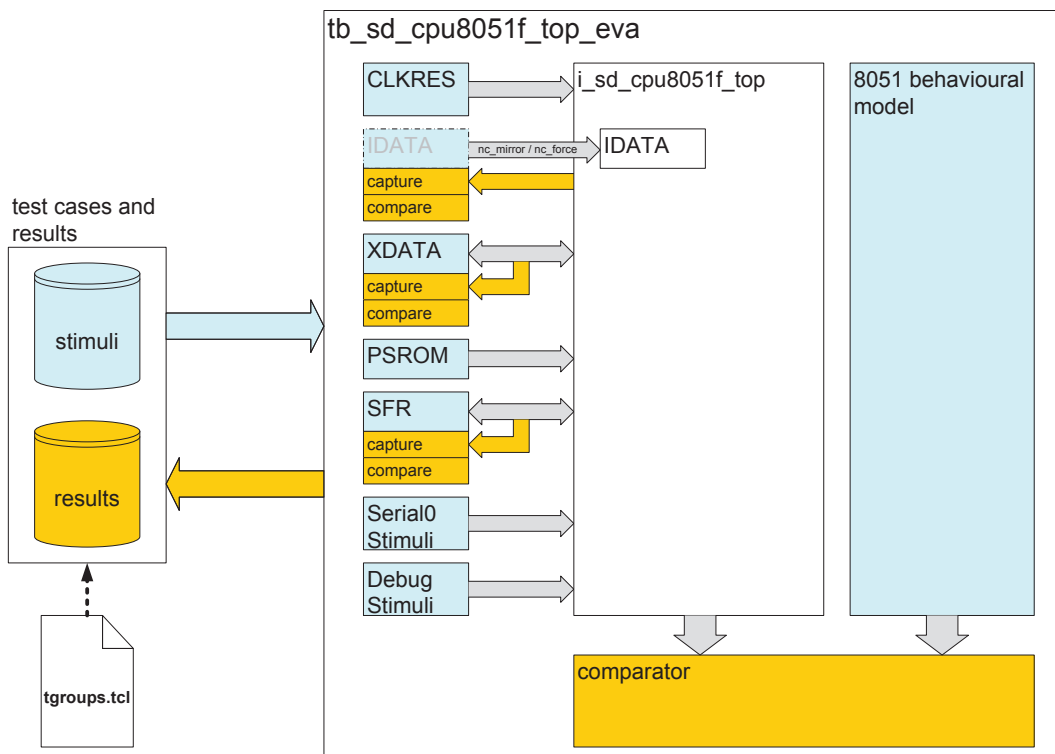 tb_sd_cpu8051f_top_eva
CLKRES
i_sd_cpu8051f_top
8051 behavioural
model
IDATA
nc_mirror / nc_force
IDATA
capture
compare
test cases and
results
XDATA
capture
compare
stimuli
PSROM
SFR
capture
compare
results
Serial0
Stimuli
Debug
Stimuli
tgroups.tcl
comparator